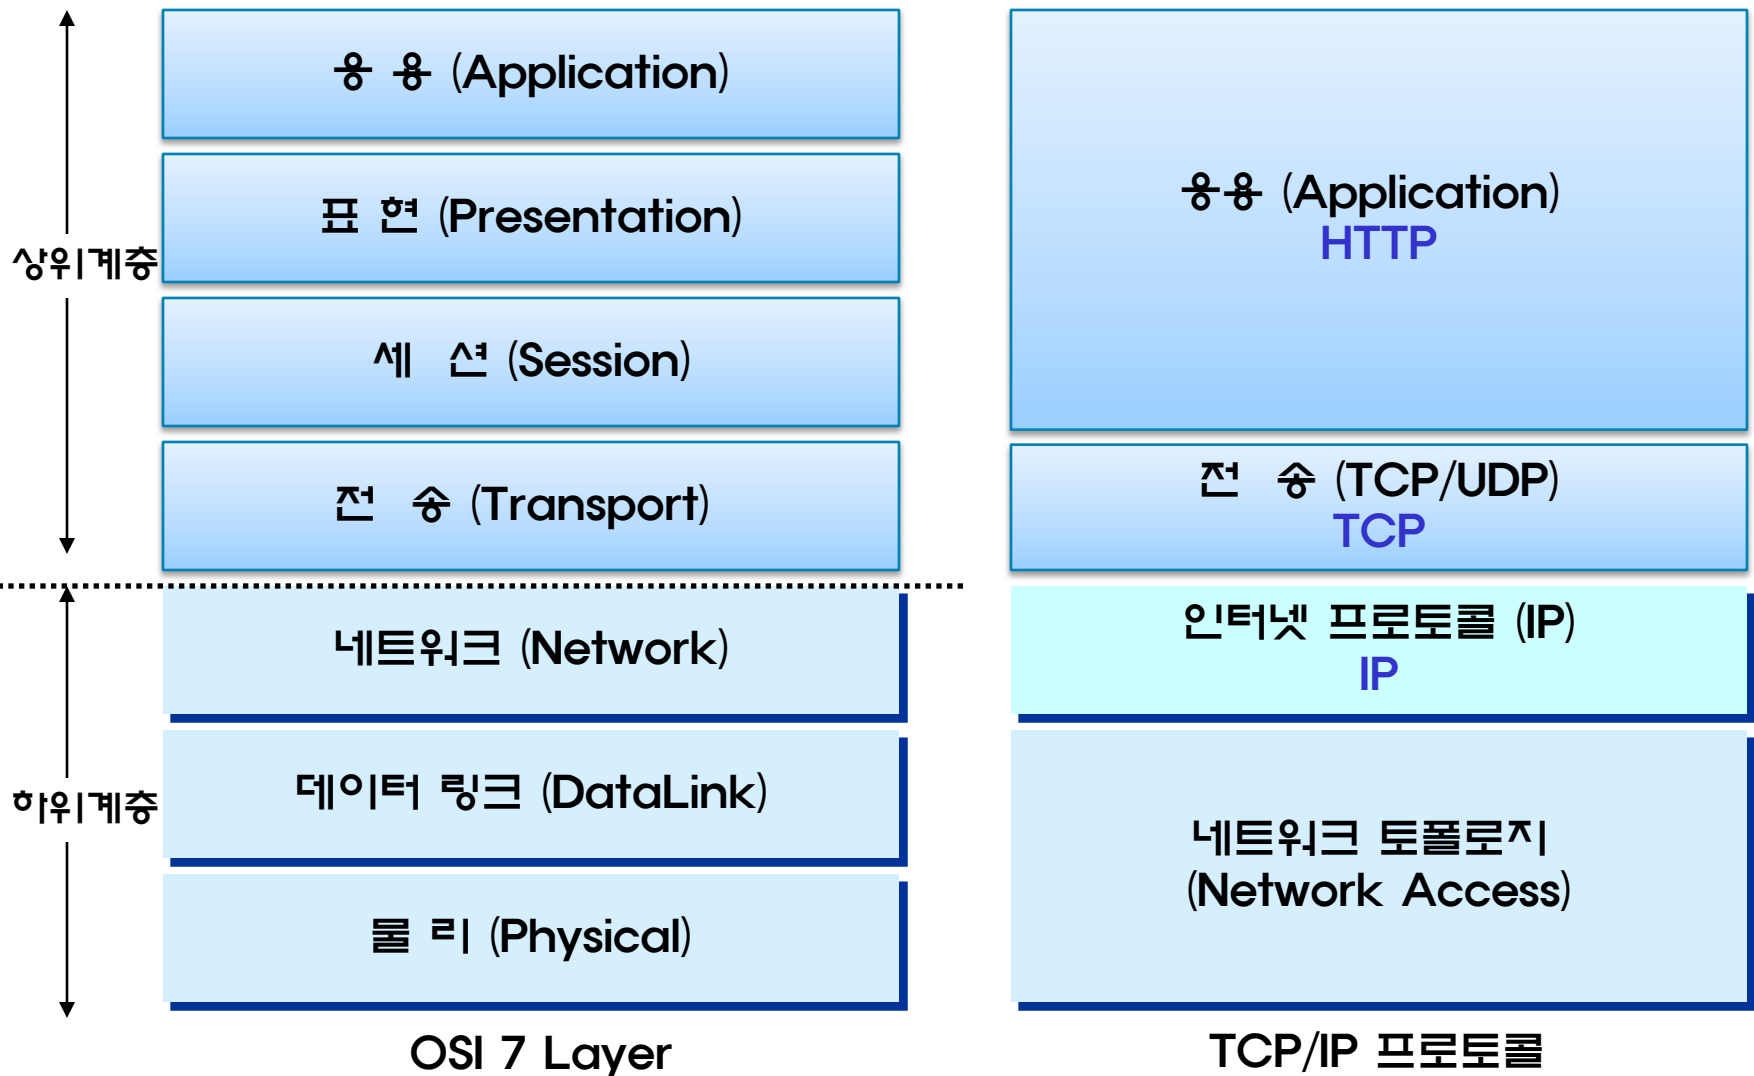 상위계층
응 용 (Application)
표 현 (Presentation)
세 션 (Session)
전 송 (Transport)
하위계층
네트워크 (Network)
데이터 링크 (DataLink)
물 리 (Physical)
OSI 7 Layer
응용 (Application)
HTTP
전 송 (TCP/UDP)
TCP
인터넷 프로토콜 (IP)
IP
네트워크 토폴로지
(Network Access)
TCP/IP 프로토콜